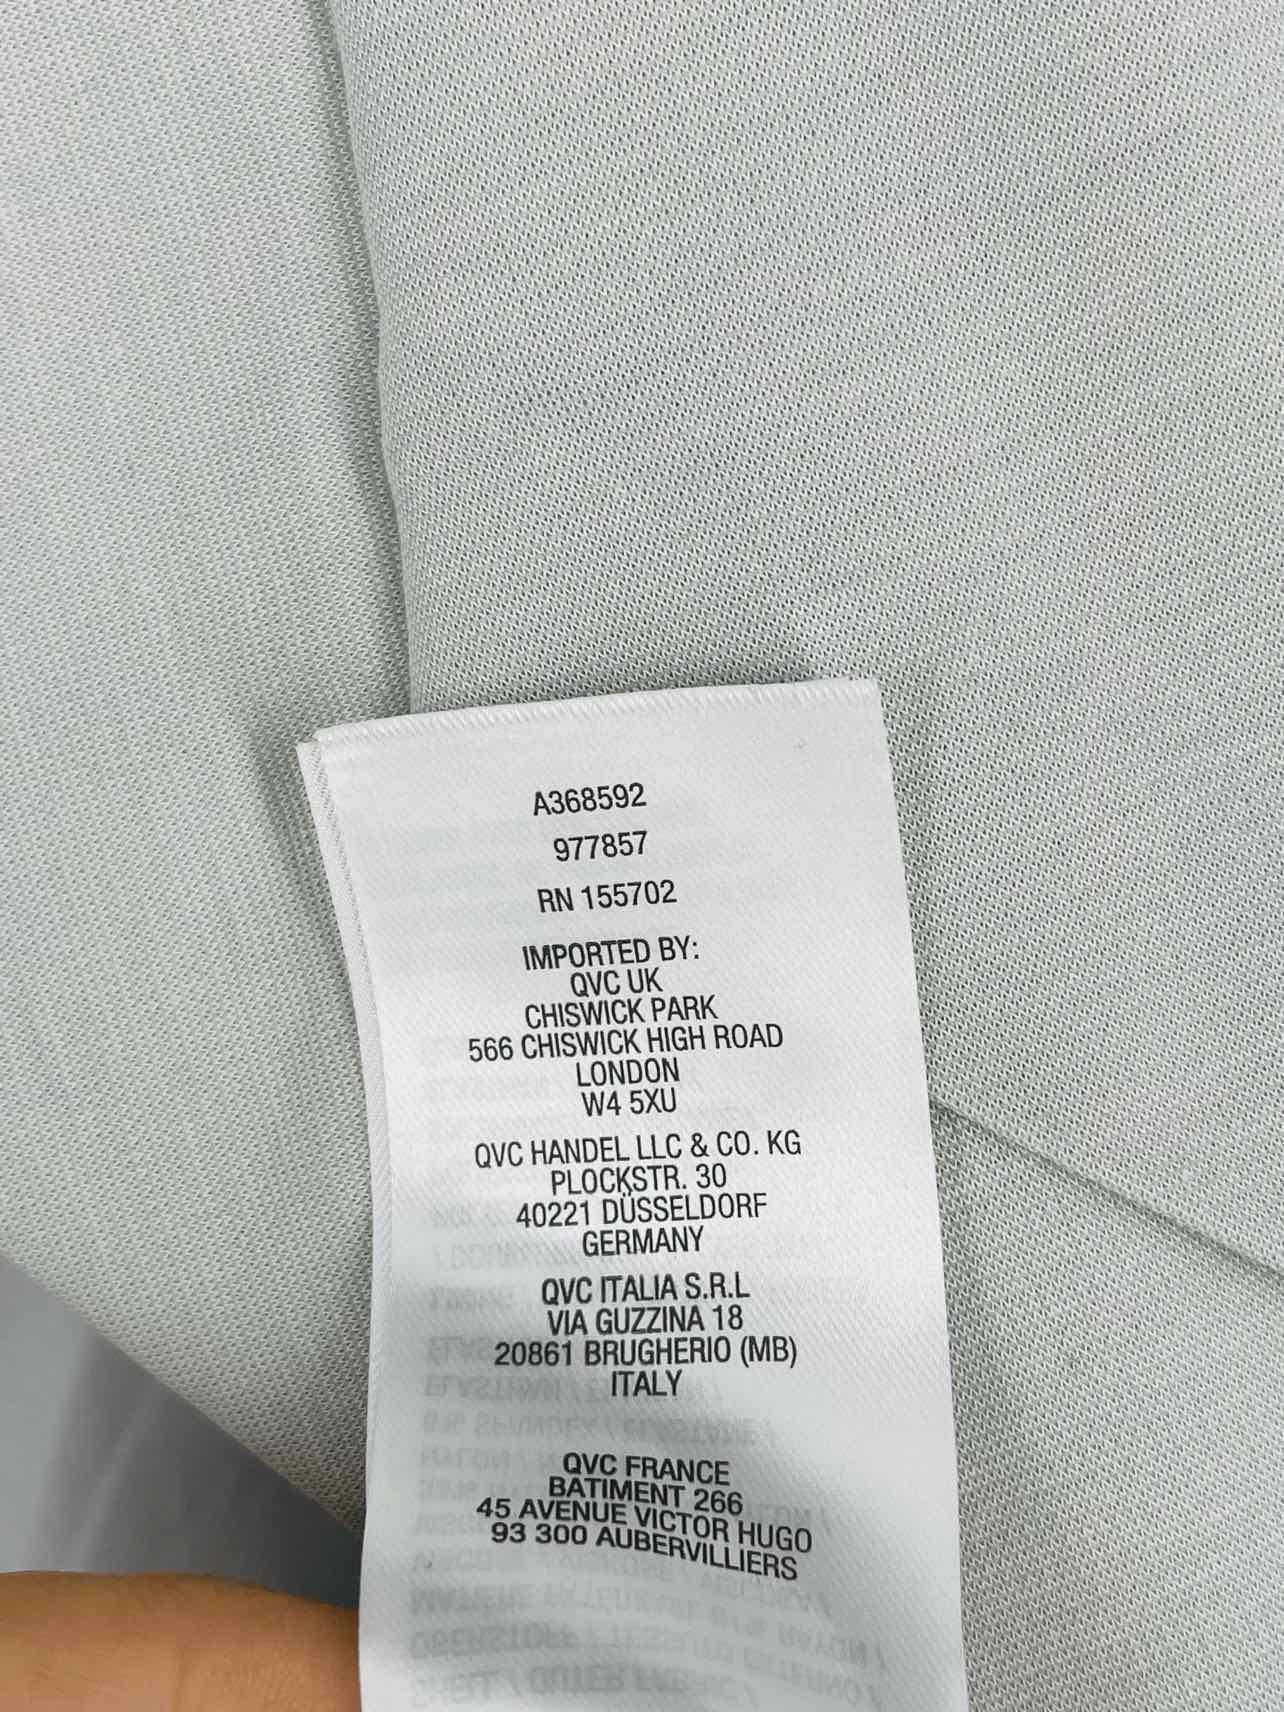 A368592
977857
RN 155702
IMPORTED BY:
QVC UK
CHISWICK PARK
566 CHISWICK HIGH ROAD
LONDON
W4 5XU
QVC HANDEL LLC & CO. KG
PLOCKSTR. 30
40221 DÜSSELDORF
GERMANY
QVC ITALIA S.R.L
VIA GUZZINA 18
20861 BRUGHERIO (MB)
ITALY
QVC FRANCE
BATIMENT 266
45 AVENUE VICTOR HUGO
93 300 AUBERVILLIERS